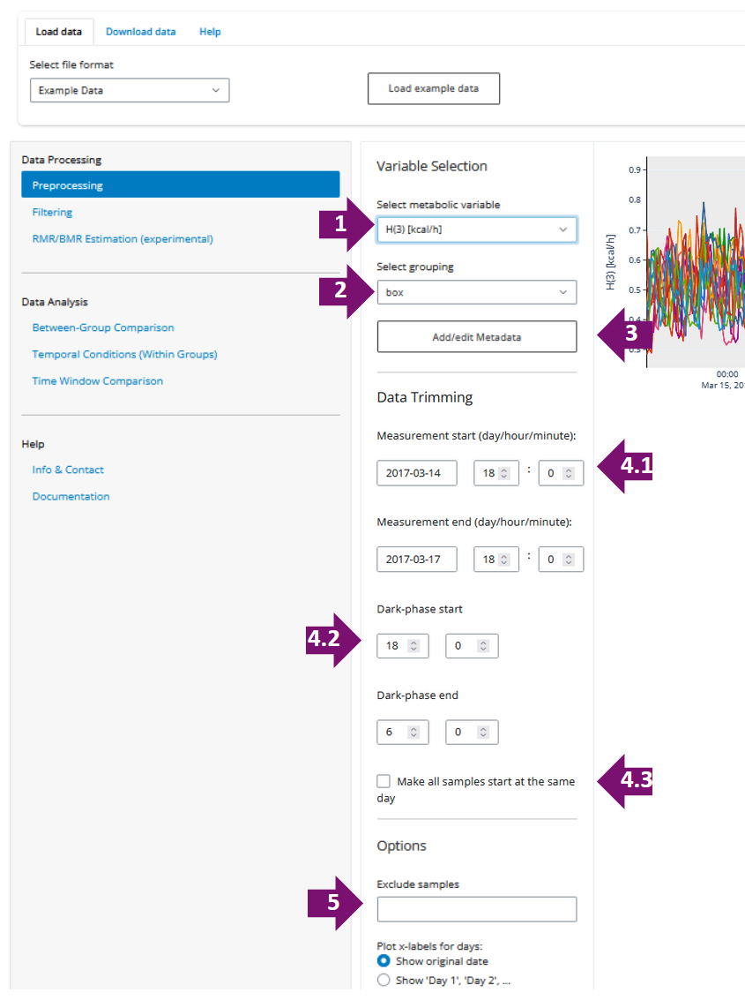 Load data
Download data
Help
Select file format
Example Data
Load example data
Data Processing
Preprocessing
Filtering
RMR/BMR Estimation (experimental)
Data Analysis
Between-Group Comparison
Temporal Conditions (Within Groups)
Time Window Comparison
Help
Info & Contact
Documentation
Variable Selection
1
Select metabolic variable
H(3) [kcal/h]
2
Select grouping
box
3
Add/edit Metadata
Data Trimming
Measurement start (day/hour/minute):
4.1
2017-03-14 18 : 0
Measurement end (day/hour/minute):
2017-03-17 18 : 0
Dark-phase start
4.2
18 0
Dark-phase end
6 0
4.3
Make all samples start at the same
day
Options
Exclude samples
5
Plot x-labels for days:
Show original date
Show 'Day 1', 'Day 2', ...
H(3) [kcal/h]
0.9
0.8
0.7
0.6
0.5
0.4
0.3
00:00
Mar 15, 20